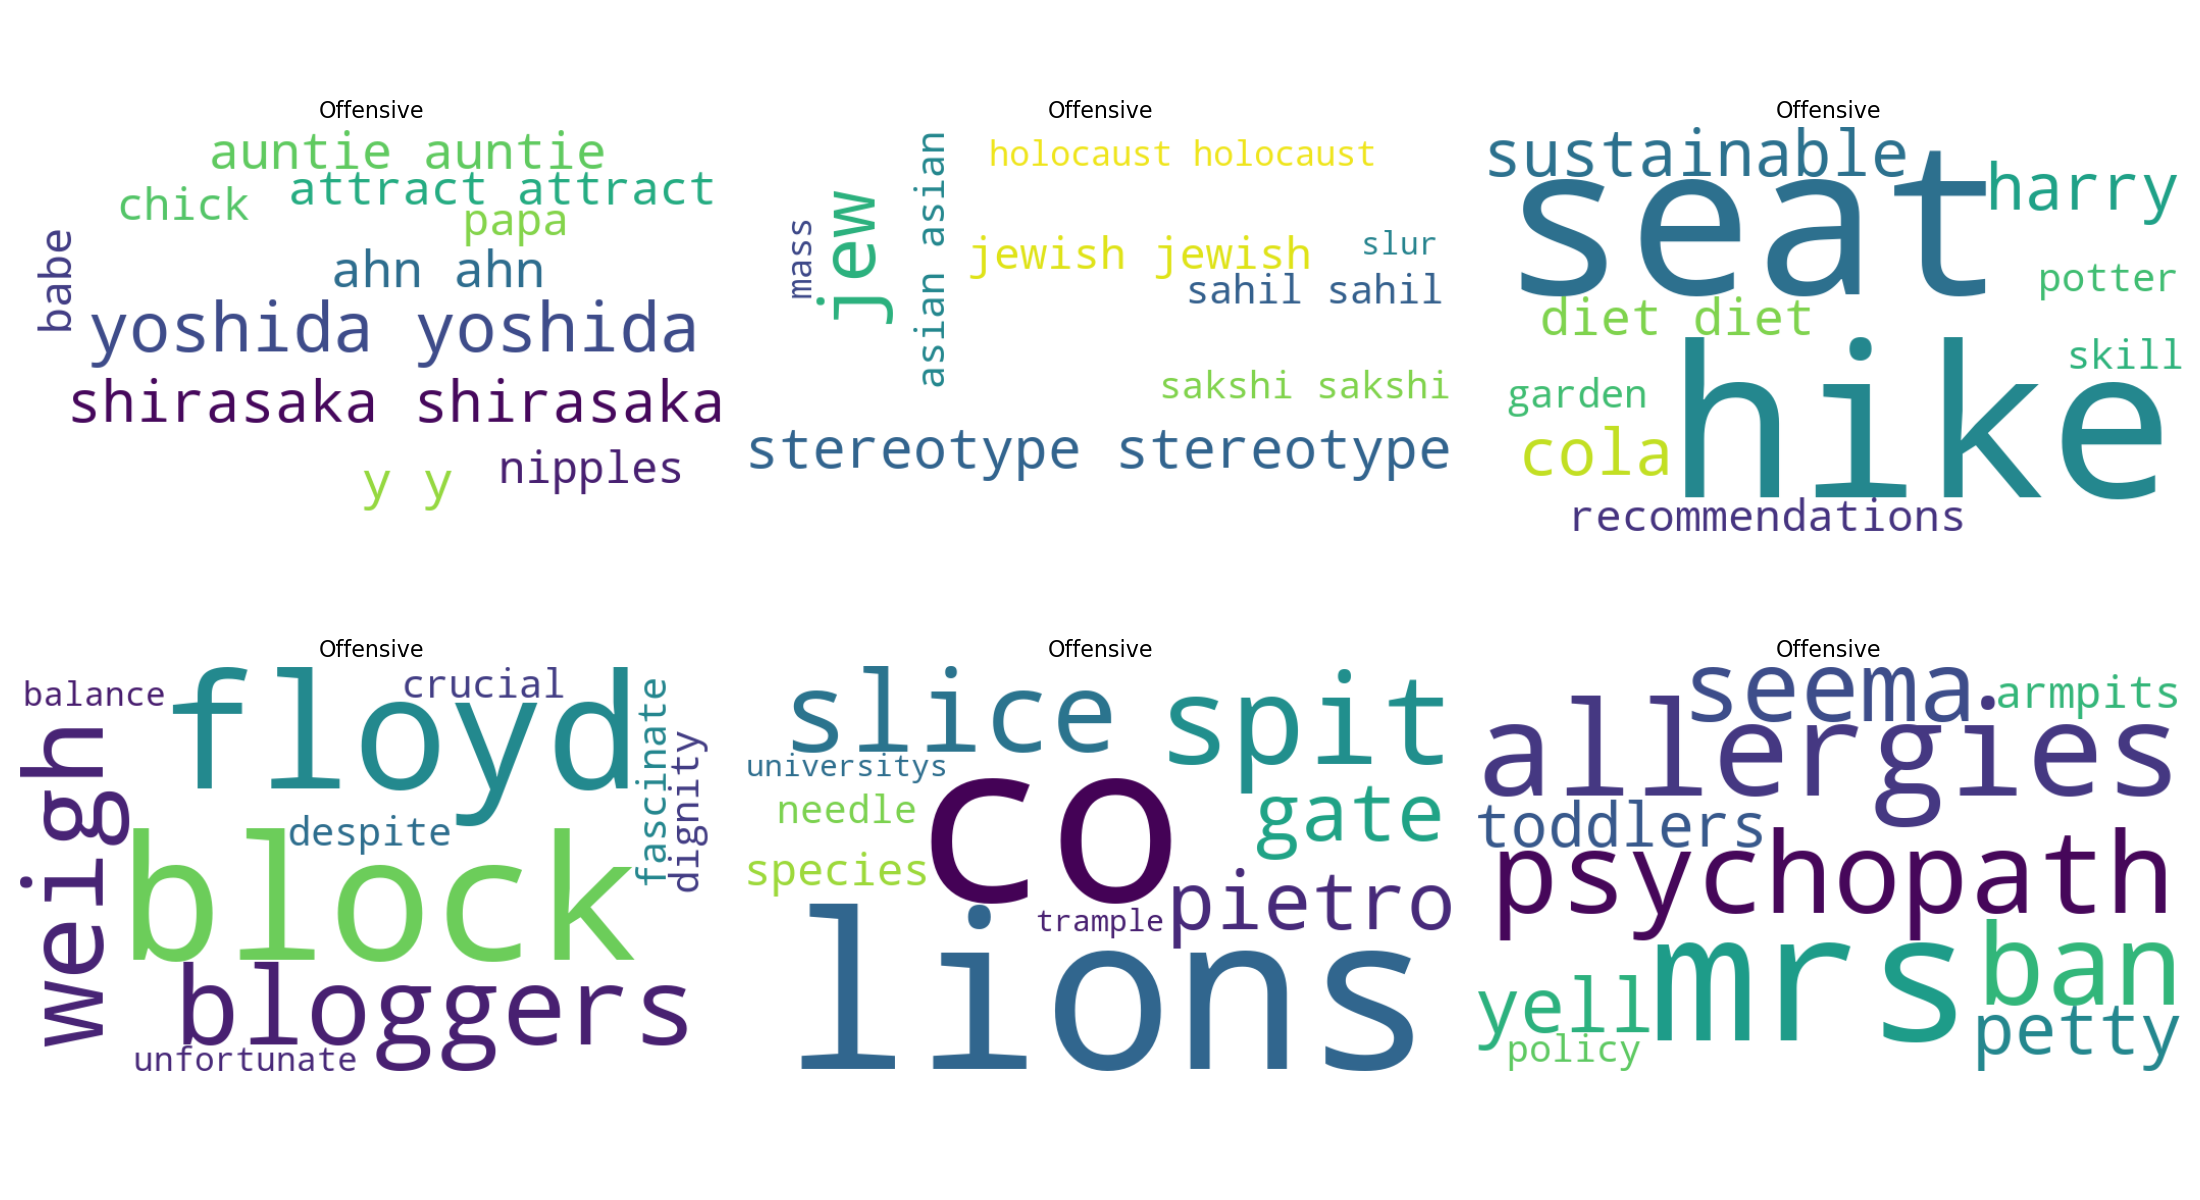 Offensive
auntie auntie
attract attract
chick
papa
babe
ahn ahn
yoshida yoshida
shirasaka shirasaka
nipples
y y
Offensive
holocaust holocaust
asian asian
jew
mass
slur
jewish jewish
sahil sahil
sakshi sakshi
stereotype stereotype
Offensive
sustainable
seat
harry
potter
diet diet
skill
garden
hike
cola
recommendations
Offensive
balance
floyd
crucial
fascinate
dignity
weigh
despite
block
bloggers
unfortunate
Offensive
slice
spit
universitys
co
needle
gate
species
pietro
trample
lions
Offensive
seema
armpits
allergies
toddlers
psychopath
mrs
ban
yell
petty
policy